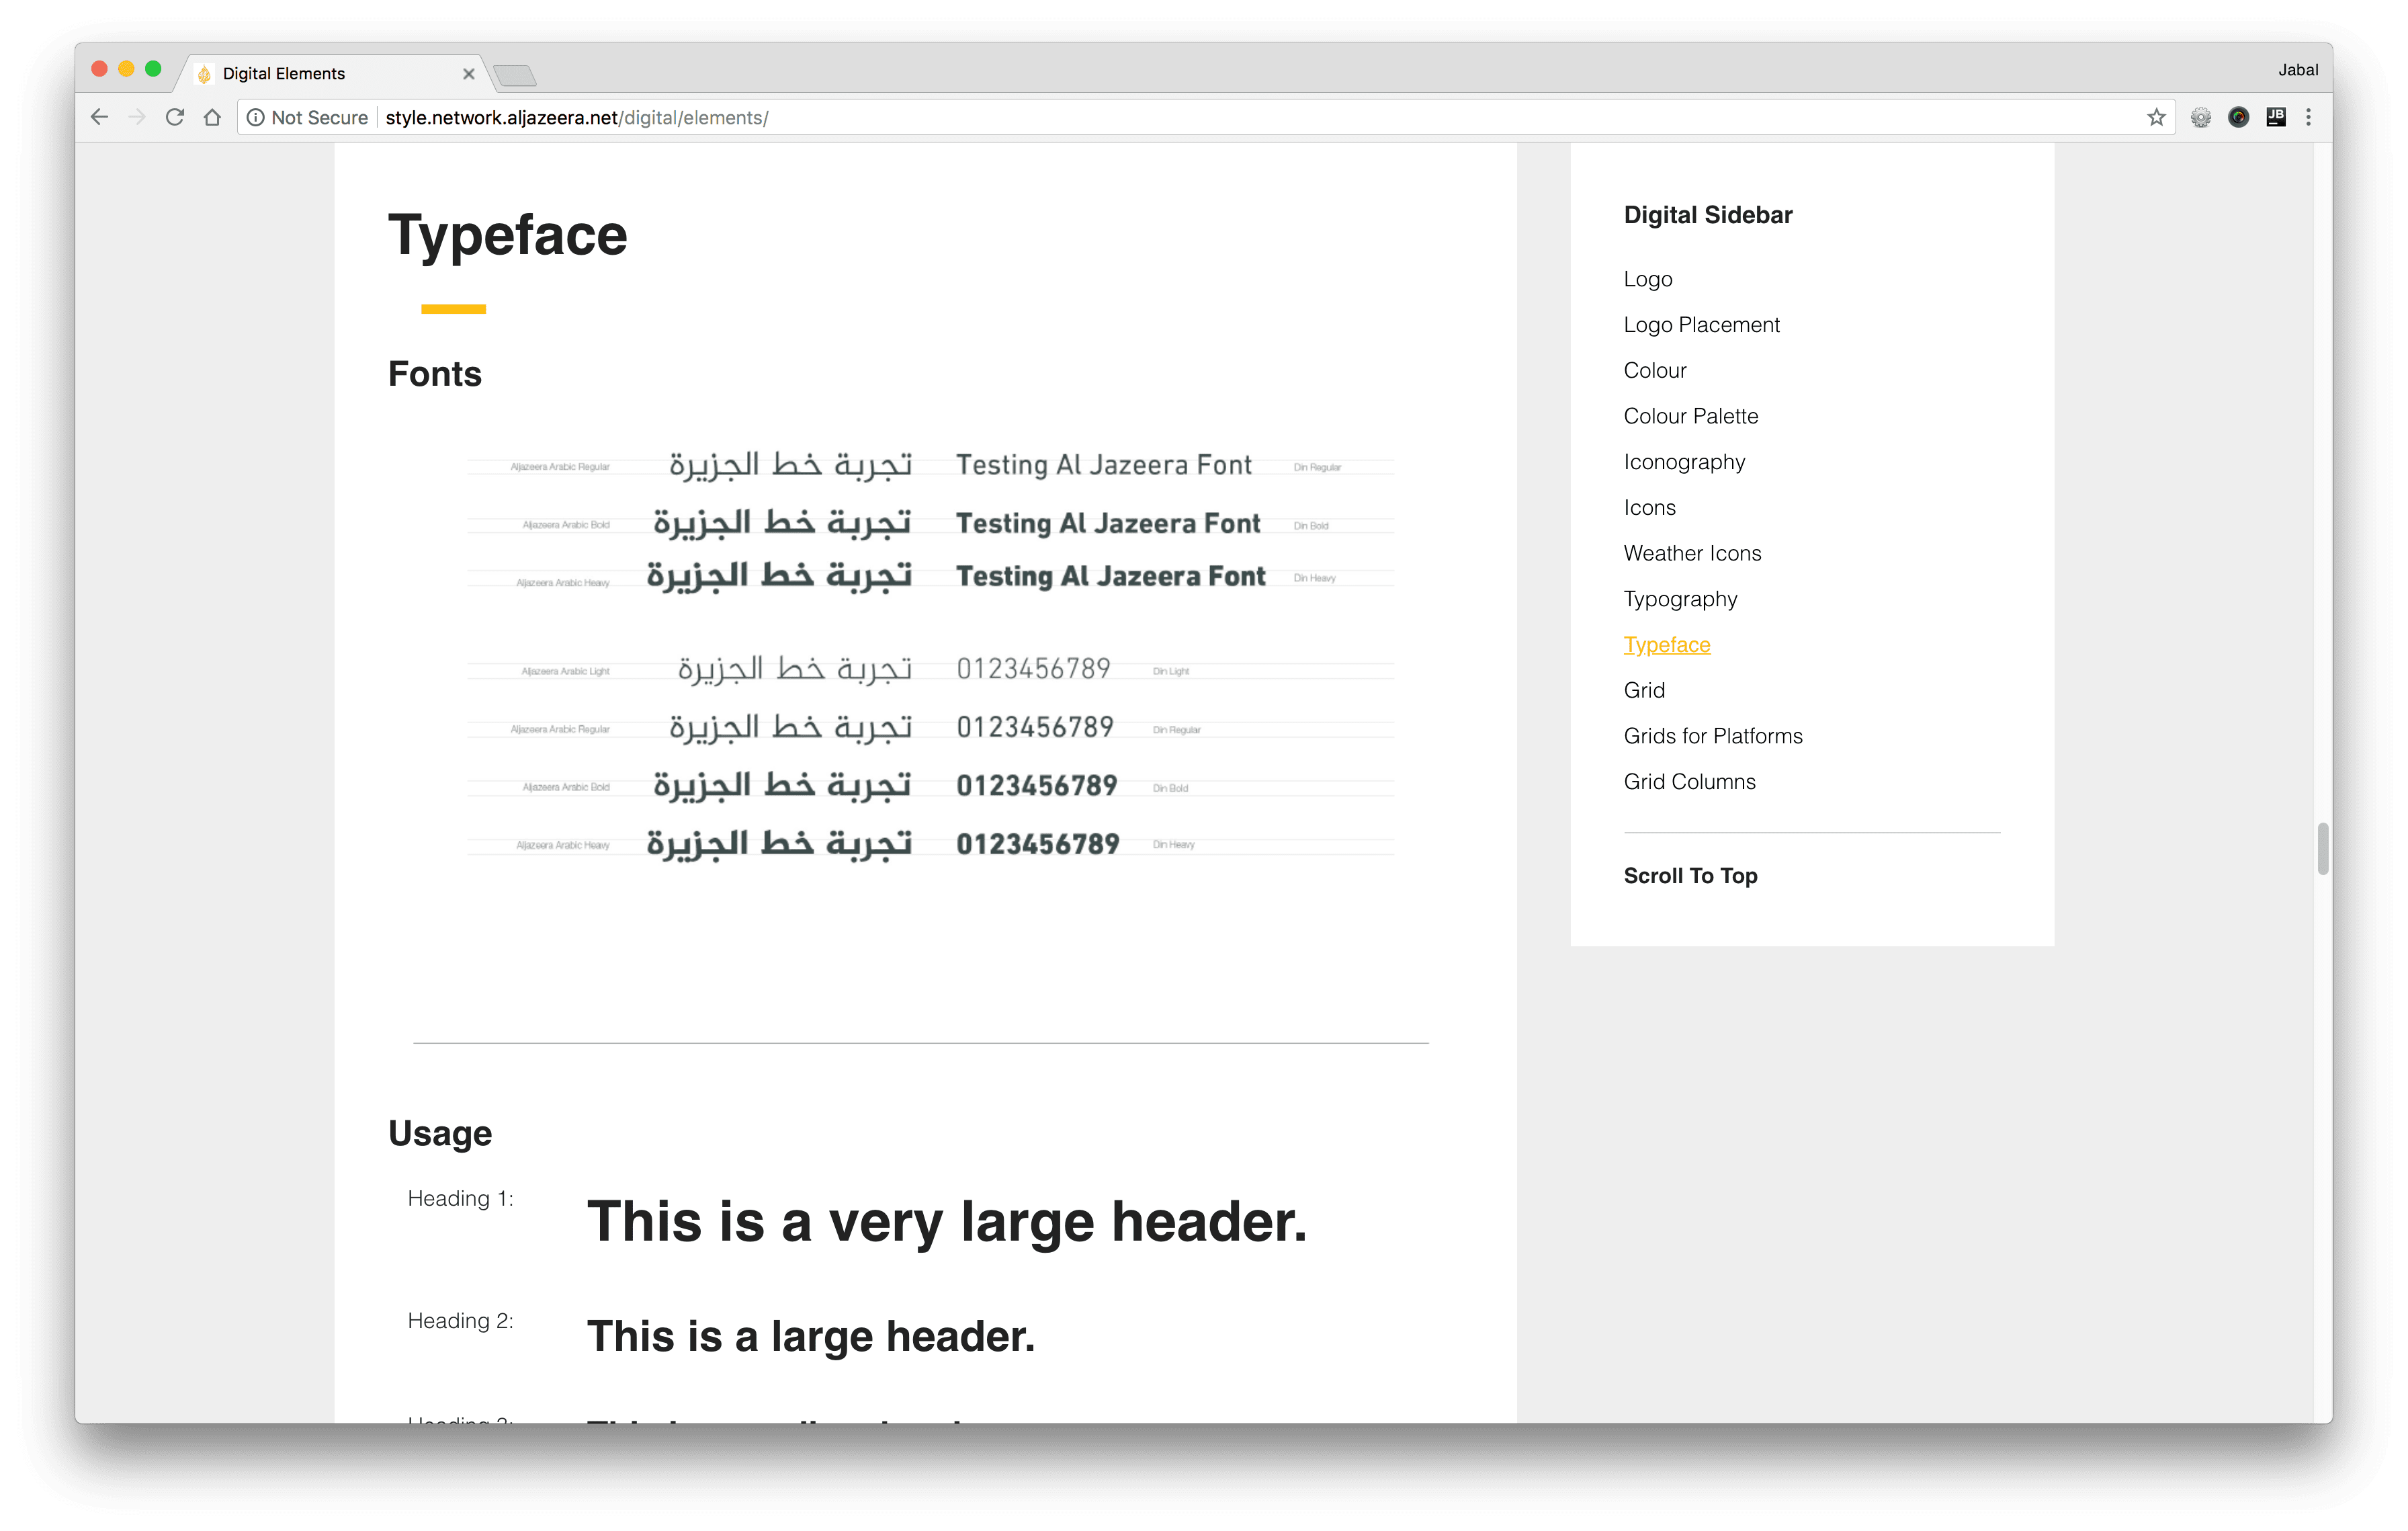 Digital Elements
Jabal
Not Secure
style.network.aljazeera.net/digital/elements/
JB
Typeface
Fonts
Aljazeera Arabic Regular تجربة خط الجزيرة Testing Al Jazeera Font Din Regular
Aljazeera Arabic Bold تجربة خط الجزيرة Testing Al Jazeera Font Din Bold
Aljazeera Arabic Heavy تجربة خط الجزيرة Testing Al Jazeera Font Din Heavy
Aljazeera Arabic Light تجربة خط الجزيرة 0123456789 Din Light
Aljazeera Arabic Regular تجربة خط الجزيرة 0123456789 Din Regular
Aljazeera Arabic Bold تجربة خط الجزيرة 0123456789 Din Bold
Aljazeera Arabic Heavy تجربة خط الجزيرة 0123456789 Din Heavy
Usage
Heading 1: This is a very large header.
Heading 2: This is a large header.
Digital Sidebar
Logo
Logo Placement
Colour
Colour Palette
Iconography
Icons
Weather Icons
Typography
Typeface
Grid
Grids for Platforms
Grid Columns
Scroll To Top